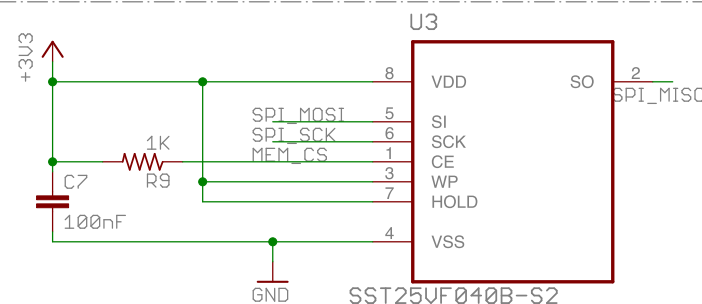 U3
+3V3
8 VDD SO 2
SPI_MISO
SPI_MOSI 5 SI
SPI_SCK 6 SCK
1K MEM_CS 1 CE
R9 3 WP
C7 7 HOLD
100nF
4 VSS
GND
SST25VF040B-S2